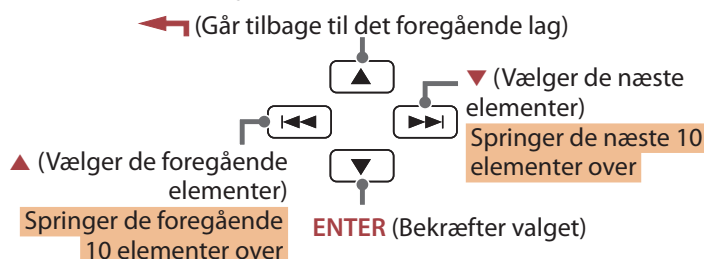 (Går tilbage til det foregående lag)
▼ (Vælger de næste
elementer)
Springer de næste 10
elementer over
▲ (Vælger de foregående
elementer)
Springer de foregående
10 elementer over
ENTER (Bekræfter valget)